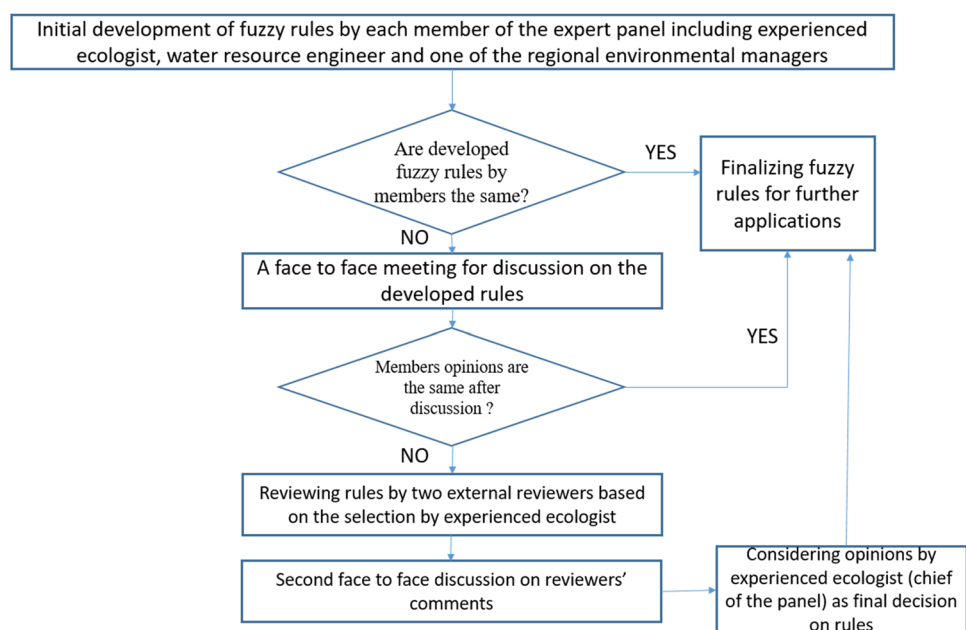 Initial development of fuzzy rules by each member of the expert panel including experienced
ecologist, water resource engineer and one of the regional environmental managers
Are developed
fuzzy rules by
members the same?
YES
Finalizing fuzzy
rules for further
applications
NO
A face to face meeting for discussion on the
developed rules
YES
Members opinions are
the same after
discussion ?
NO
Reviewing rules by two external reviewers based
on the selection by experienced ecologist
Second face to face discussion on reviewers'
comments
Considering opinions by
experienced ecologist (chief
of the panel) as final decision
on rules